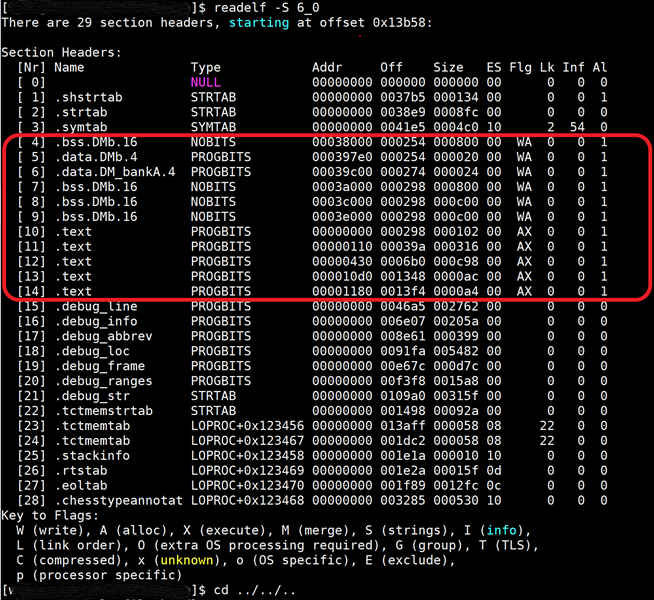 [ ]$ readelf -S 6_0
There are 29 section headers, starting at offset 0x13b58:
Section Headers:
[Nr] Name Type Addr Off Size ES Flg Lk Inf Al
[ 0] NULL 00000000 000000 000000 00 0 0 0
[ 1] .shstrtab STRTAB 00000000 0037b5 000134 00 0 0 1
[ 2] .strtab STRTAB 00000000 0038e9 0008fc 00 0 0 0
[ 3] .symtab SYMTAB 00000000 0041e5 0004c0 10 2 54 0
[ 4] .bss.DMb.16 NOBITS 00038000 000254 000800 00 WA 0 0 1
[ 5] .data.DMb.4 PROGBITS 000397e0 000254 000020 00 WA 0 0 1
[ 6] .data.DM_bankA.4 PROGBITS 00039c00 000274 000024 00 WA 0 0 1
[ 7] .bss.DMb.16 NOBITS 0003a000 000298 000800 00 WA 0 0 1
[ 8] .bss.DMb.16 NOBITS 0003c000 000298 000c00 00 WA 0 0 1
[ 9] .bss.DMb.16 NOBITS 0003e000 000298 000c00 00 WA 0 0 1
[10] .text PROGBITS 00000000 000298 000102 00 AX 0 0 1
[11] .text PROGBITS 00000110 00039a 000316 00 AX 0 0 1
[12] .text PROGBITS 00000430 0006b0 000c98 00 AX 0 0 1
[13] .text PROGBITS 000010d0 001348 0000ac 00 AX 0 0 1
[14] .text PROGBITS 00001180 0013f4 0000a4 00 AX 0 0 1
[15] .debug_line PROGBITS 00000000 0046a5 002762 00 0 0 0
[16] .debug_info PROGBITS 00000000 006e07 00205a 00 0 0 0
[17] .debug_abbrev PROGBITS 00000000 008e61 000399 00 0 0 0
[18] .debug_loc PROGBITS 00000000 0091fa 005482 00 0 0 0
[19] .debug_frame PROGBITS 00000000 00e67c 000d7c 00 0 0 0
[20] .debug_ranges PROGBITS 00000000 00f3f8 0015a8 00 0 0 0
[21] .debug_str STRTAB 00000000 0109a0 00315f 00 0 0 0
[22] .tctmemstrtab STRTAB 00000000 001498 00092a 00 0 0 0
[23] .tctmemtab LOPROC+0x123456 00000000 013aff 000058 08 22 0 0
[24] .tctmemtab LOPROC+0x123467 00000000 001dc2 000058 08 22 0 0
[25] .stackinfo LOPROC+0x123458 00000000 001e1a 000010 10 0 0 0
[26] .rtstab LOPROC+0x123469 00000000 001e2a 00015f 0d 0 0 0
[27] .eoltab LOPROC+0x123470 00000000 001f89 0012fc 0c 0 0 0
[28] .chesstypeannotat LOPROC+0x123468 00000000 003285 000530 10 0 0 0
Key to Flags:
W (write), A (alloc), X (execute), M (merge), S (strings), I (info),
L (link order), O (extra OS processing required), G (group), T (TLS),
C (compressed), x (unknown), o (OS specific), E (exclude),
p (processor specific)
[ ]$ cd ../../..